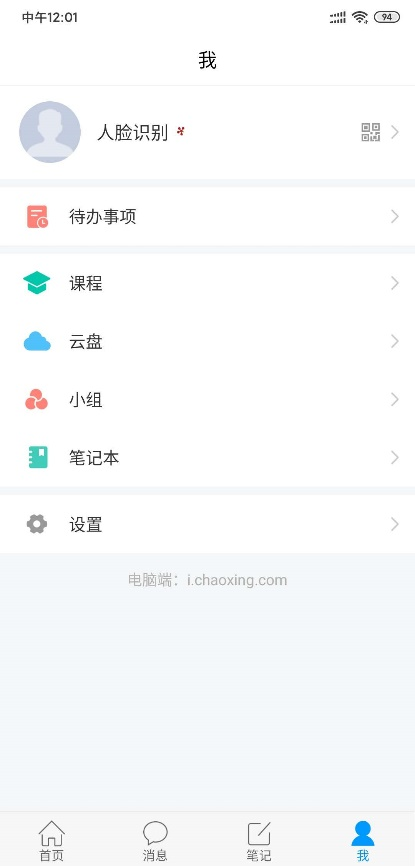 中午12:01
94
我
人脸识别
待办事项
课程
云盘
小组
笔记本
设置
电脑端：i.chaoxing.com
首页
消息
笔记
我